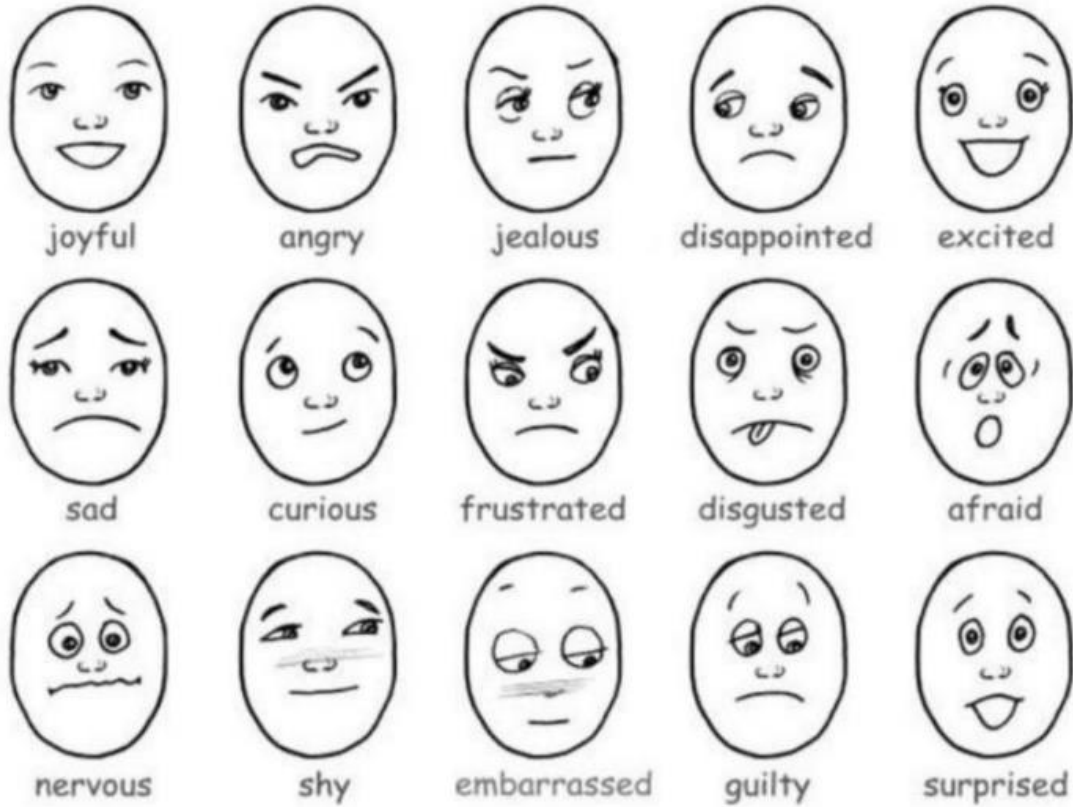 joyful angry jealous disappointed excited
sad curious frustrated disgusted afraid
nervous shy embarrassed guilty surprised